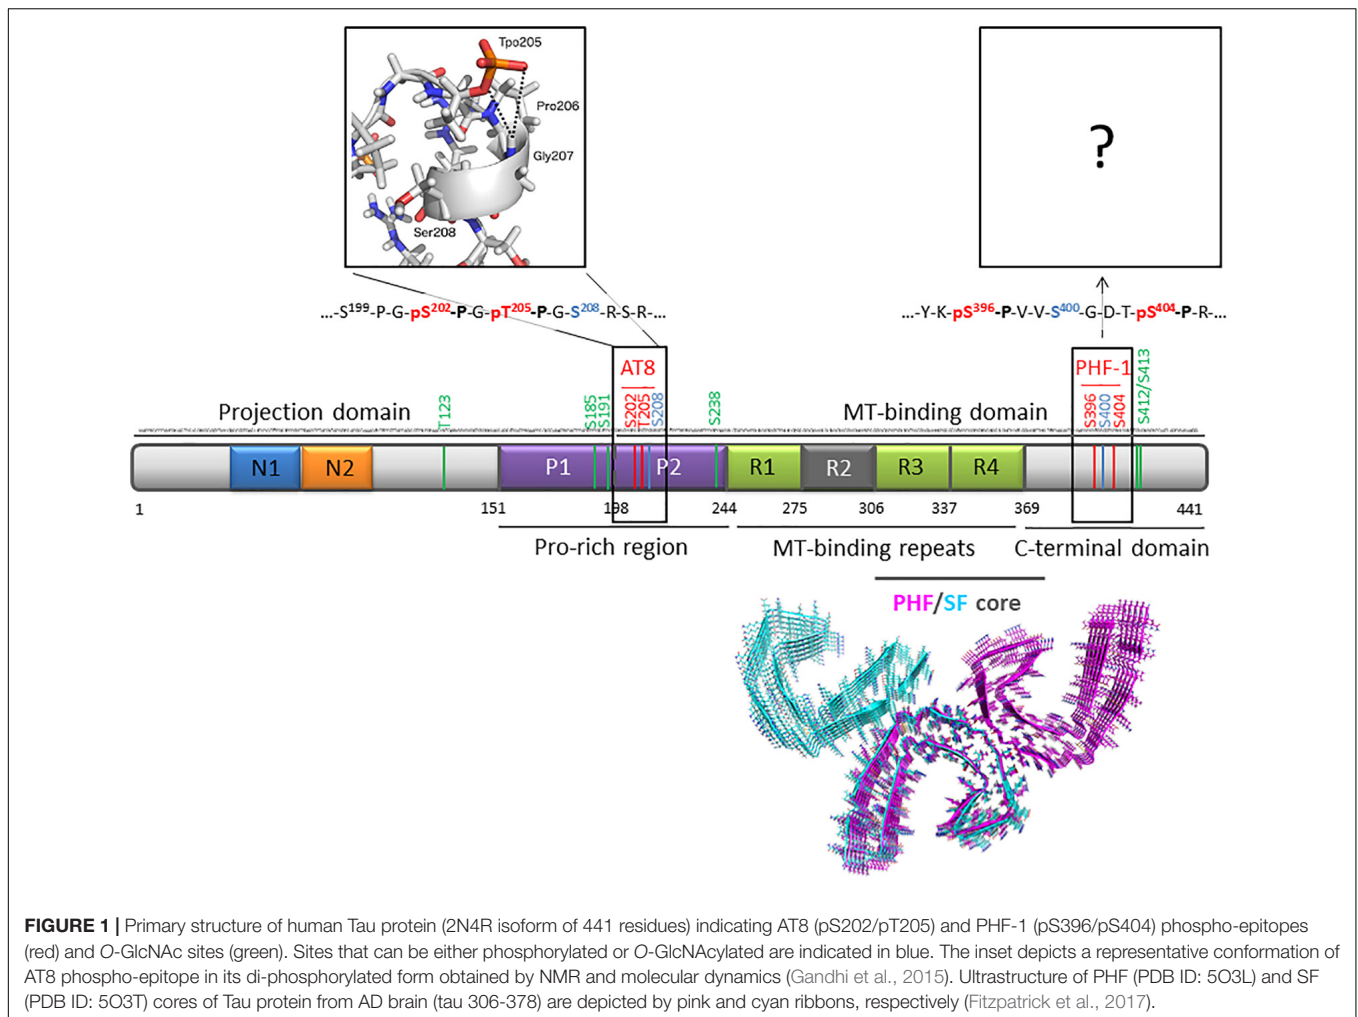 Tpo205
Pro206
Gly207
Ser208
?
...-S199-P-G-pS202-P-G-pT205-P-G-S208-R-S-R-...
...-Y-K-pS396-P-V-V-S400-G-D-T-pS404-P-R-...
AT8
PHF-1
Projection domain
MT-binding domain
T123
S185
S191
S202
T205
S208
S238
S396
S400
S404
S412/S413
N1 N2 P1 P2 R1 R2 R3 R4
1 151 198 244 275 306 337 369 441
Pro-rich region MT-binding repeats C-terminal domain
PHF/SF core
FIGURE 1 | Primary structure of human Tau protein (2N4R isoform of 441 residues) indicating AT8 (pS202/pT205) and PHF-1 (pS396/pS404) phospho-epitopes
(red) and O-GlcNAc sites (green). Sites that can be either phosphorylated or O-GlcNAcylated are indicated in blue. The inset depicts a representative conformation of
AT8 phospho-epitope in its di-phosphorylated form obtained by NMR and molecular dynamics (Gandhi et al., 2015). Ultrastructure of PHF (PDB ID: 5O3L) and SF
(PDB ID: 5O3T) cores of Tau protein from AD brain (tau 306-378) are depicted by pink and cyan ribbons, respectively (Fitzpatrick et al., 2017).